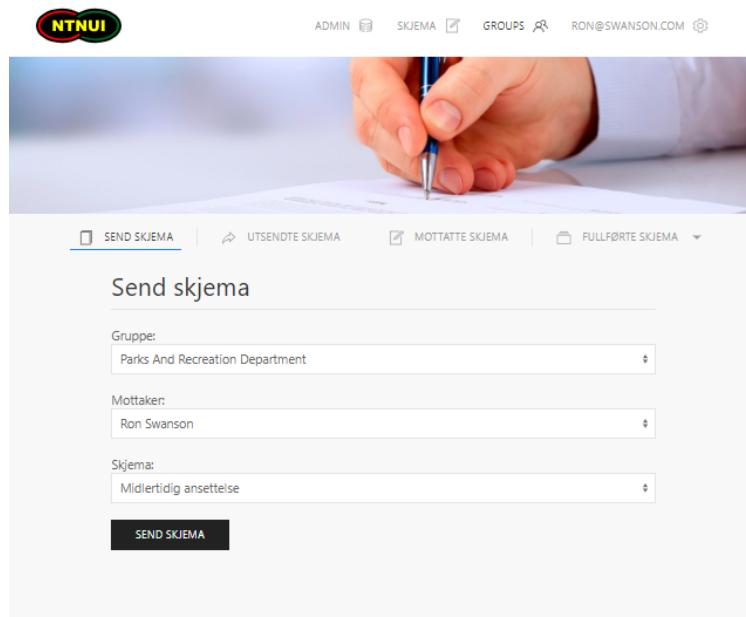 NTNUI
ADMIN SKJEMA GROUPS RON@SWANSON.COM
SEND SKJEMA UTSENDTE SKJEMA MOTTATTE SKJEMA FULLFØRTE SKJEMA
Send skjema
Gruppe:
Parks And Recreation Department
Mottaker:
Ron Swanson
Skjema:
Midlertidig ansettelse
SEND SKJEMA